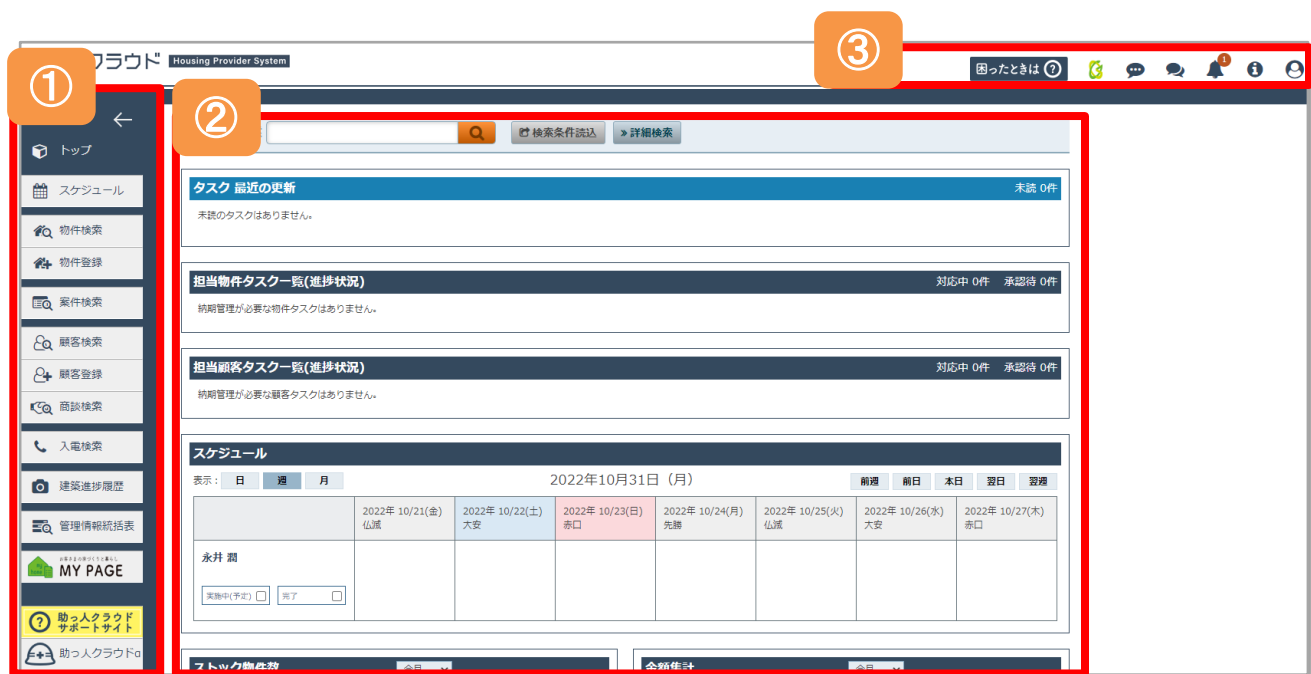 ①
②
③
クラウド Housing Provider System
困ったときは ?
1
トップ
スケジュール
物件検索
物件登録
案件検索
顧客検索
顧客登録
商談検索
入電検索
建築進捗履歴
管理情報統括表
MY PAGE
助っ人クラウド
サポートサイト
助っ人クラウドα
検索条件読込 » 詳細検索
タスク 最近の更新 未読 0件
未読のタスクはありません。
担当物件タスク一覧(進捗状況) 対応中 0件 承認待 0件
納期管理が必要な物件タスクはありません。
担当顧客タスク一覧(進捗状況) 対応中 0件 承認待 0件
納期管理が必要な顧客タスクはありません。
スケジュール
表示: 日 週 月 2022年10月31日（月） 前週 前日 本日 翌日 翌週
2022年 10/21(金) 2022年 10/22(土) 2022年 10/23(日) 2022年 10/24(月) 2022年 10/25(火) 2022年 10/26(水) 2022年 10/27(木)
仏滅 大安 赤口 先勝 仏滅 大安 赤口
永井 潤
実施中(予定) 完了
ストック物件数 今月 金額集計 今月